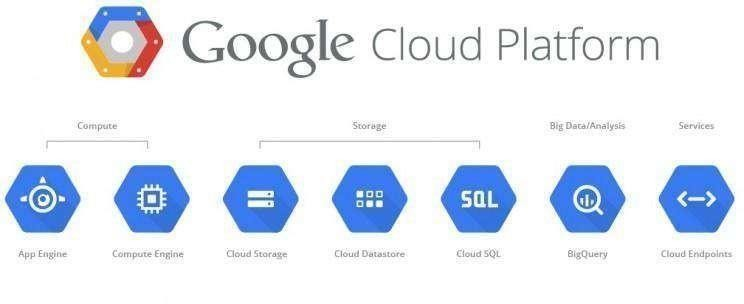 Google Cloud Platform
Compute Storage Big Data/Analysis Services
SQL
App Engine Compute Engine Cloud Storage Cloud Datastore Cloud SQL BigQuery Cloud Endpoints